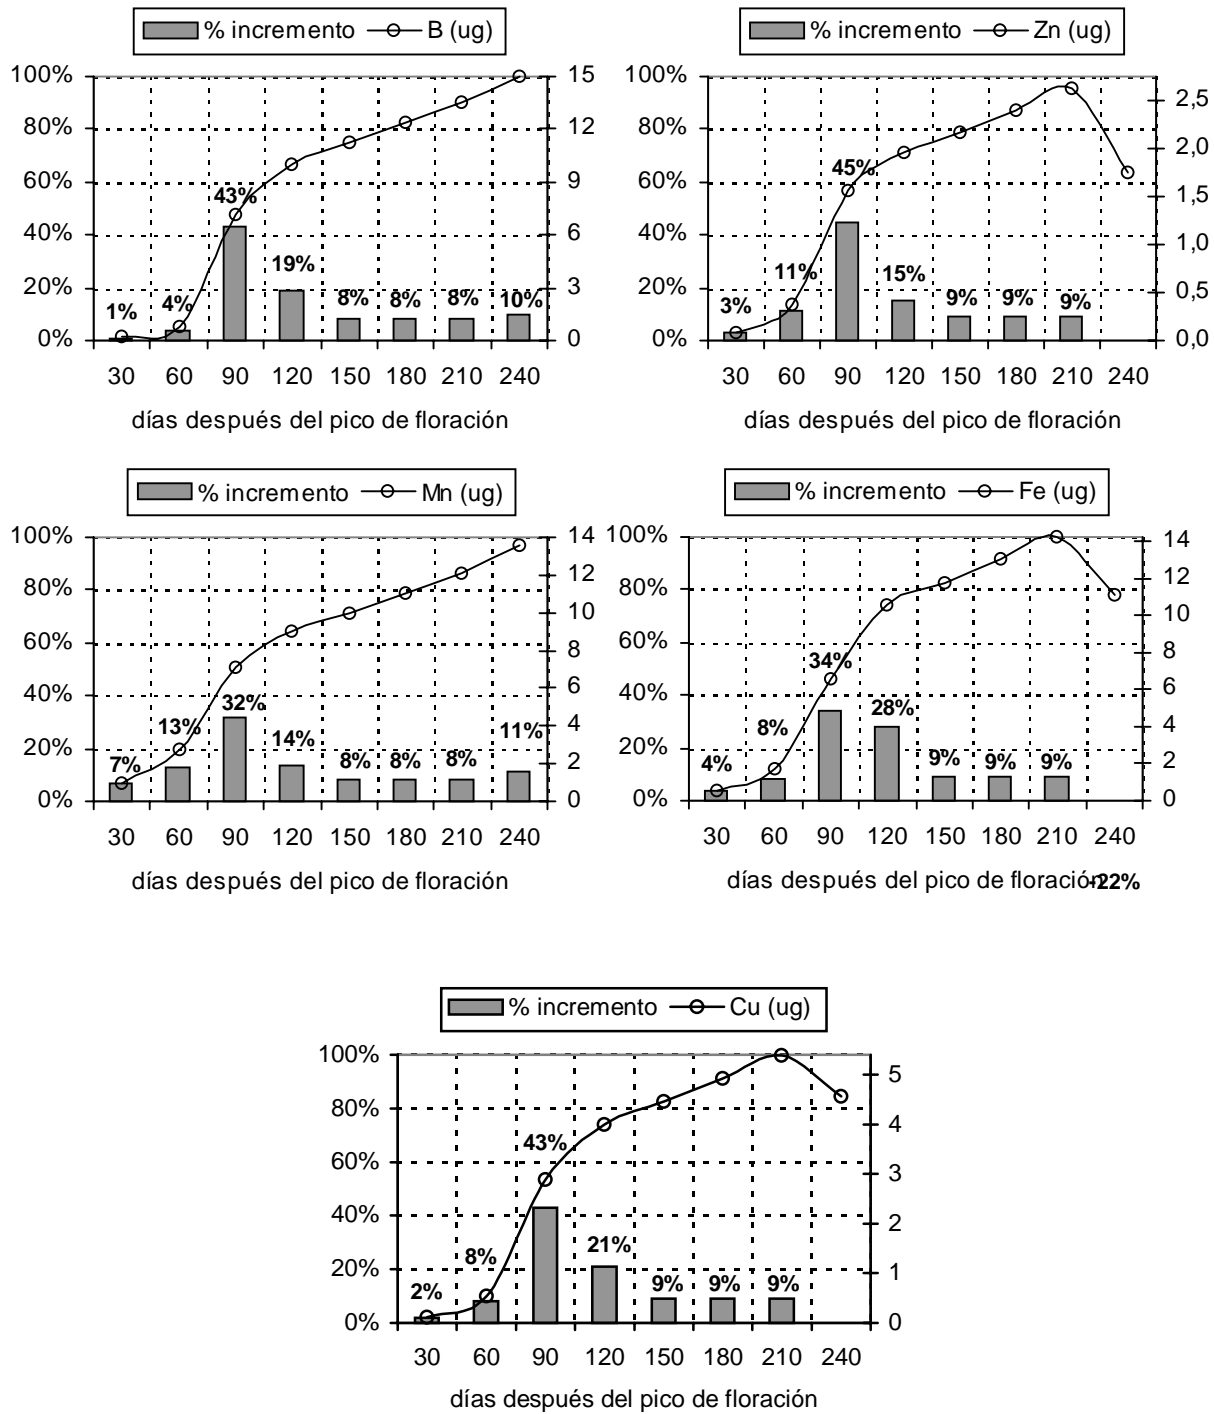 % incremento B (ug)
100% 15
80% 12
60% 9
40% 6
20% 3
0% 0
1% 4% 43% 19% 8% 8% 8% 10%
30 60 90 120 150 180 210 240
días después del pico de floración
% incremento Zn (ug)
100%
80% 2,5
60% 2,0
40% 1,5
20% 1,0
0% 0,5
0,0
3% 11% 45% 15% 9% 9% 9%
30 60 90 120 150 180 210 240
días después del pico de floración
% incremento Mn (ug)
100% 14
80% 12
60% 10
40% 8
20% 6
0% 4
2
0
7% 13% 32% 14% 8% 8% 8% 11%
30 60 90 120 150 180 210 240
días después del pico de floración
% incremento Fe (ug)
100% 14
80% 12
60% 10
40% 8
20% 6
0% 4
2
0
4% 8% 34% 28% 9% 9% 9%
30 60 90 120 150 180 210 240
días después del pico de floración
-22%
% incremento Cu (ug)
100% 5
80% 4
60% 3
40% 2
20% 1
0% 0
2% 8% 43% 21% 9% 9% 9%
30 60 90 120 150 180 210 240
días después del pico de floración